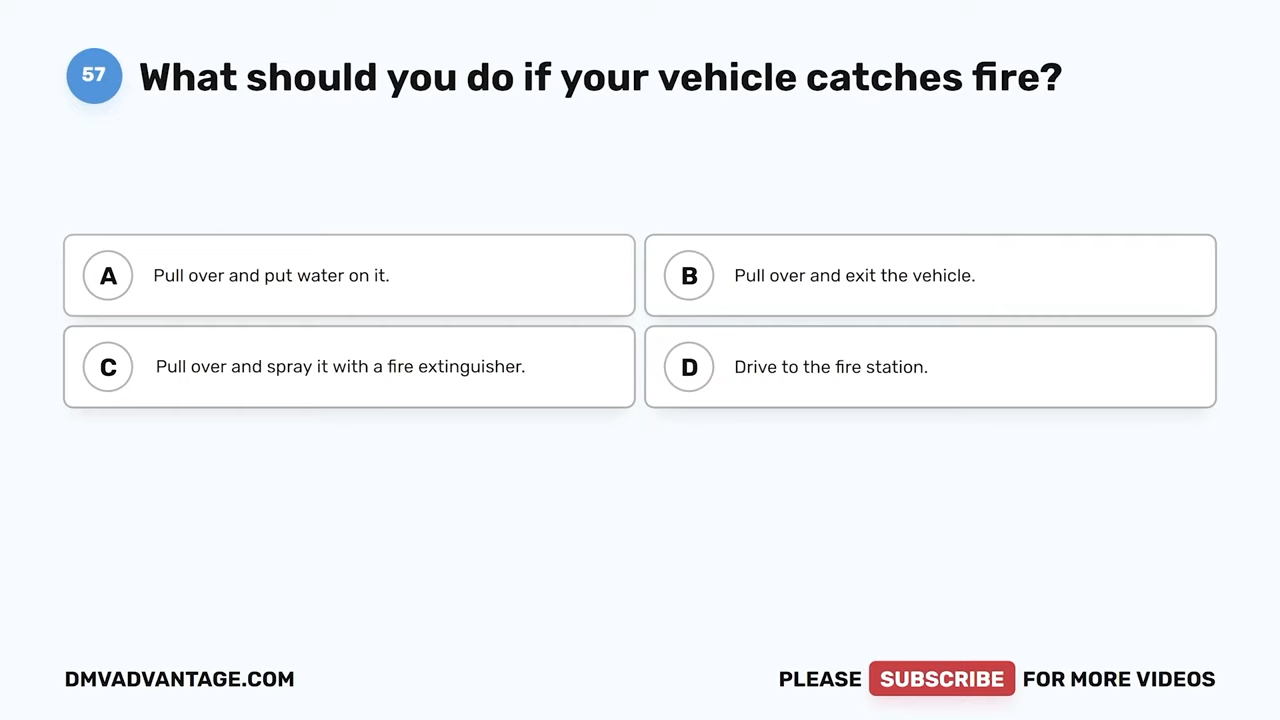 57 What should you do if your vehicle catches fire?
A Pull over and put water on it.
B Pull over and exit the vehicle.
C Pull over and spray it with a fire extinguisher.
D Drive to the fire station.
DMVADVANTAGE.COM
PLEASE SUBSCRIBE FOR MORE VIDEOS